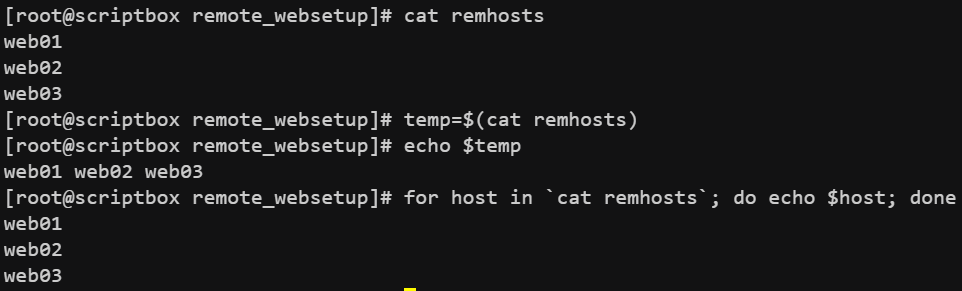 [root@scriptbox remote_websetup]# cat remhosts
web01
web02
web03
[root@scriptbox remote_websetup]# temp=$(cat remhosts)
[root@scriptbox remote_websetup]# echo $temp
web01 web02 web03
[root@scriptbox remote_websetup]# for host in `cat remhosts`; do echo $host; done
web01
web02
web03